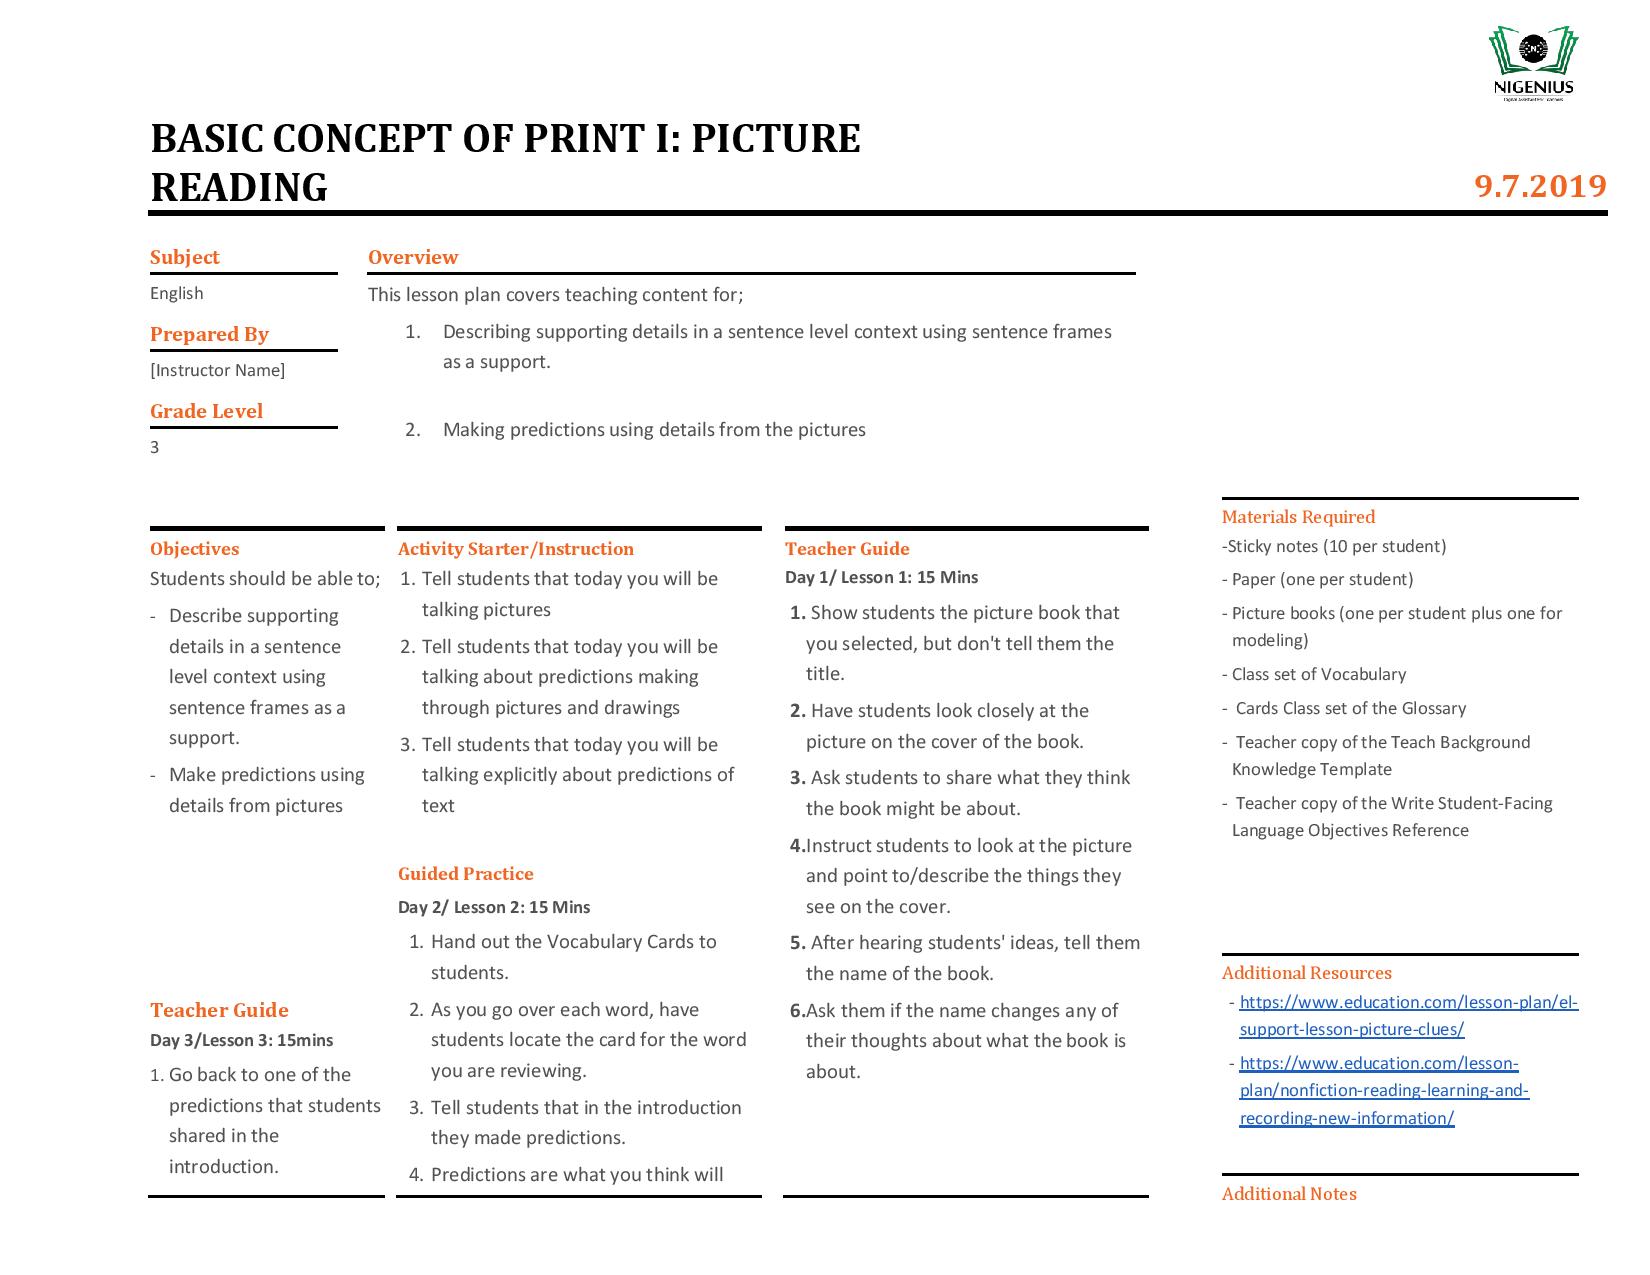 NIGENIUS
BASIC CONCEPT OF PRINT I: PICTURE
READING
9.7.2019
Subject
English
Prepared By
[Instructor Name]
Grade Level
3
Overview
This lesson plan covers teaching content for;
1. Describing supporting details in a sentence level context using sentence frames
as a support.
2. Making predictions using details from the pictures
Objectives
Students should be able to;
- Describe supporting
details in a sentence
level context using
sentence frames as a
support.
- Make predictions using
details from pictures
Teacher Guide
Day 3/Lesson 3: 15mins
1. Go back to one of the
predictions that students
shared in the
introduction.
Activity Starter/Instruction
1. Tell students that today you will be
talking pictures
2. Tell students that today you will be
talking about predictions making
through pictures and drawings
3. Tell students that today you will be
talking explicitly about predictions of
text
Guided Practice
Day 2/ Lesson 2: 15 Mins
1. Hand out the Vocabulary Cards to
students.
2. As you go over each word, have
students locate the card for the word
you are reviewing.
3. Tell students that in the introduction
they made predictions.
4. Predictions are what you think will
Teacher Guide
Day 1/ Lesson 1: 15 Mins
1. Show students the picture book that
you selected, but don't tell them the
title.
2. Have students look closely at the
picture on the cover of the book.
3. Ask students to share what they think
the book might be about.
4.Instruct students to look at the picture
and point to/describe the things they
see on the cover.
5. After hearing students' ideas, tell them
the name of the book.
6.Ask them if the name changes any of
their thoughts about what the book is
about.
Materials Required
-Sticky notes (10 per student)
- Paper (one per student)
- Picture books (one per student plus one for
modeling)
- Class set of Vocabulary
- Cards Class set of the Glossary
- Teacher copy of the Teach Background
Knowledge Template
- Teacher copy of the Write Student-Facing
Language Objectives Reference
Additional Resources
- https://www.education.com/lesson-plan/el-
support-lesson-picture-clues/
- https://www.education.com/lesson-
plan/nonfiction-reading-learning-and-
recording-new-information/
Additional Notes